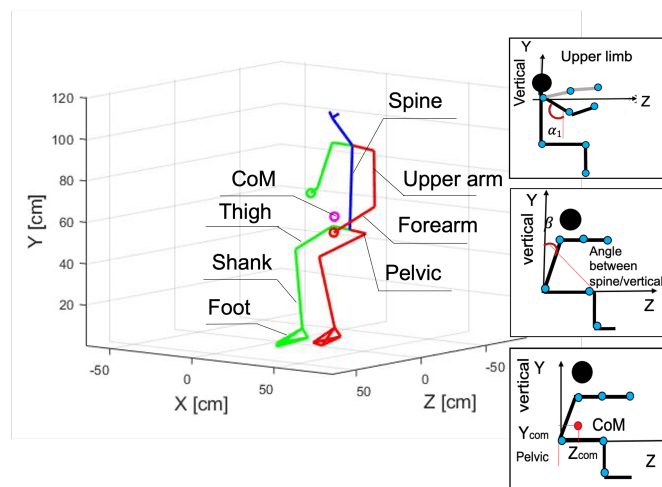 120
100
80
60
40
20
Y [cm]
-50
0
50
X [cm]
50
0
-50
Z [cm]
Spine
CoM
Upper arm
Thigh
Forearm
Shank
Pelvic
Foot
Y
Upper limb
Vertical
Z
α1
Y
β
vertical
Angle
between
spine/vertical
Z
Y
vertical
Ycom
CoM
Pelvic
Zcom
Z